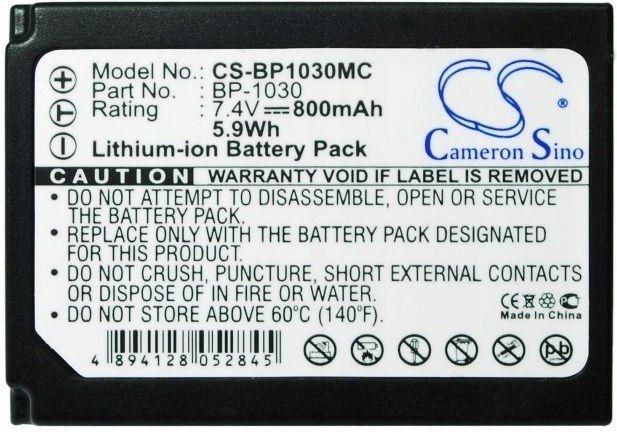 Model No.: CS-BP1030MC
Part No.: BP-1030
Rating: 7.4V 800mAh
5.9Wh
Lithium-ion Battery Pack
CS
Cameron Sino
CAUTION WARRANTY VOID IF LABEL IS REMOVED
• DO NOT ATTEMPT TO DISASSEMBLE, OPEN OR SERVICE
THE BATTERY PACK.
• REPLACE ONLY WITH THE BATTERY PACK DESIGNATED
FOR THIS PRODUCT.
• DO NOT PUNCTURE, SHORT EXTERNAL CONTACTS OR
DISPOSE OF IN FIRE OR WATER.
• DO NOT STORE ABOVE 60°C (140°F).
CE
Made In China
4 894128 052845
Pb